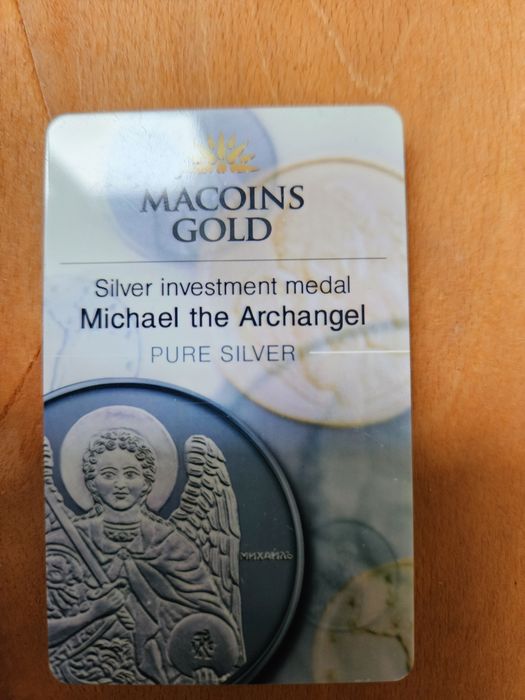 MACOINS
GOLD
Silver investment medal
Michael the Archangel
PURE SILVER
МИХАИЛЪ